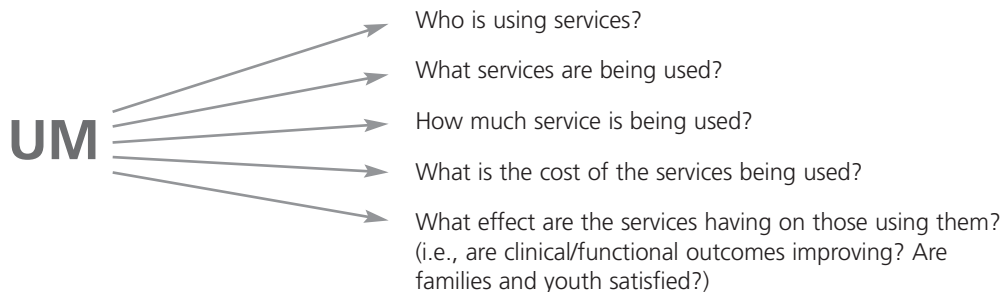 UM
Who is using services?
What services are being used?
How much service is being used?
What is the cost of the services being used?
What effect are the services having on those using them?
(i.e., are clinical/functional outcomes improving? Are
families and youth satisfied?)